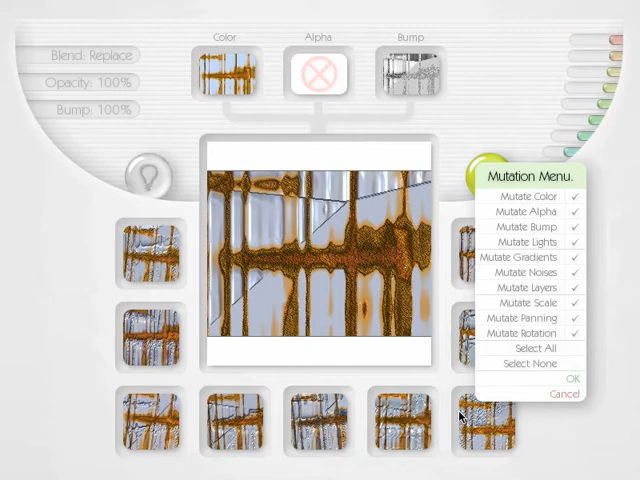 Color
Alpha
Bump
Blend: Replace
Opacity: 100%
Bump: 100%
Mutation Menu.
Mutate Color ✓
Mutate Alpha ✓
Mutate Bump ✓
Mutate Lights ✓
Mutate Gradients ✓
Mutate Noises ✓
Mutate Layers ✓
Mutate Scale ✓
Mutate Panning ✓
Mutate Rotation ✓
Select All
Select None
OK
Cancel